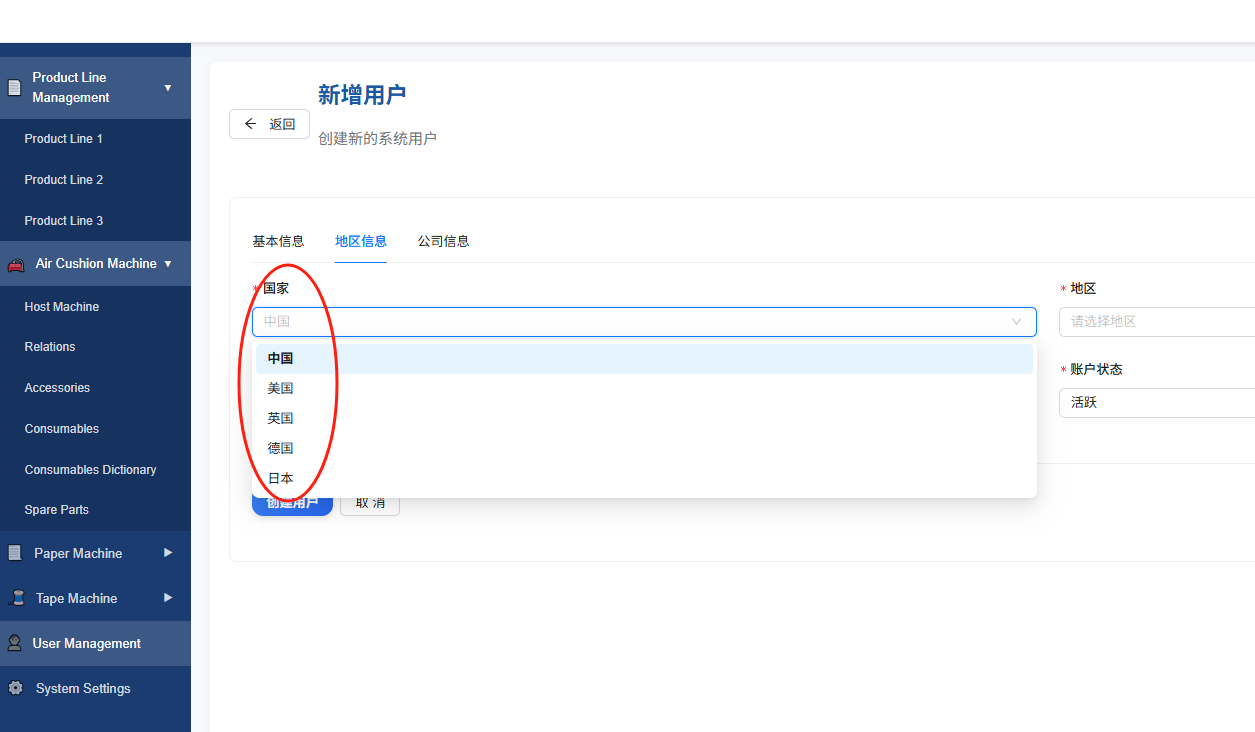 Product Line
Management
Product Line 1
Product Line 2
Product Line 3
Air Cushion Machine
Host Machine
Relations
Accessories
Consumables
Consumables Dictionary
Spare Parts
Paper Machine
Tape Machine
User Management
System Settings
新增用户
返回
创建新的系统用户
基本信息 地区信息 公司信息
* 国家
中国
中国
美国
英国
德国
日本
* 地区
请选择地区
* 账户状态
活跃
创建用户 取 消